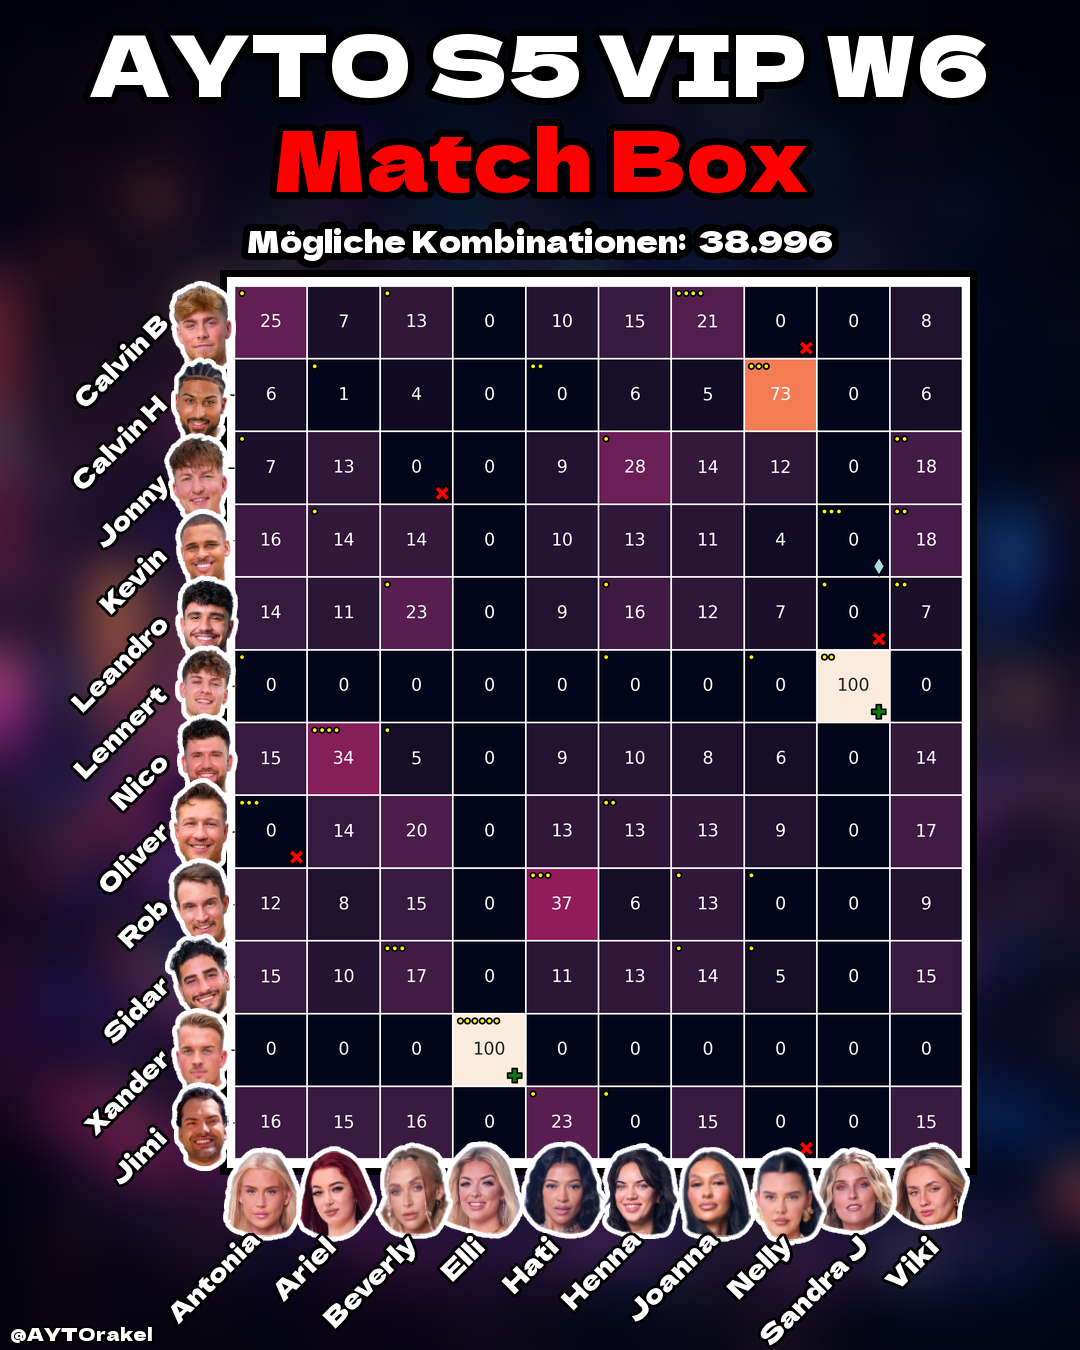 AYTO S5 VIP W6
Match Box
Mögliche Kombinationen: 38.996
Calvin B 25 7 13 0 10 15 21 0 0 8
Calvin H 6 1 4 0 0 6 5 73 0 6
Jonny 7 13 0 0 9 28 14 12 0 18
Kevin 16 14 14 0 10 13 11 4 0 18
Leandro 14 11 23 0 9 16 12 7 0 7
Lennert 0 0 0 0 0 0 0 0 100 0
Nico 15 34 5 0 9 10 8 6 0 14
Oliver 0 14 20 0 13 13 13 9 0 17
Rob 12 8 15 0 37 6 13 0 0 9
Sidar 15 10 17 0 11 13 14 5 0 15
Xander 0 0 0 100 0 0 0 0 0 0
Jimi 16 15 16 0 23 0 15 0 0 15
Antonia Ariel Beverly Elli Hati Henna Joanna Nelly Sandra J Viki
@AYTOrakel